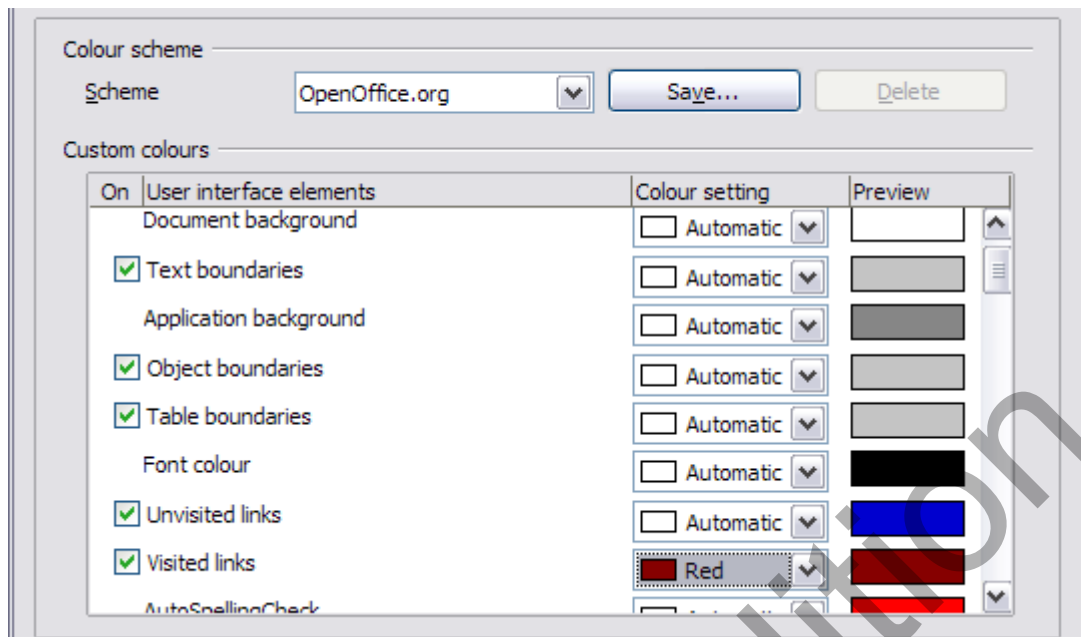 Colour scheme
Scheme OpenOffice.org Save... Delete
Custom colours
On User interface elements Colour setting Preview
Document background Automatic
Text boundaries Automatic
Application background Automatic
Object boundaries Automatic
Table boundaries Automatic
Font colour Automatic
Unvisited links Automatic
Visited links Red
AutoSpellingCheck